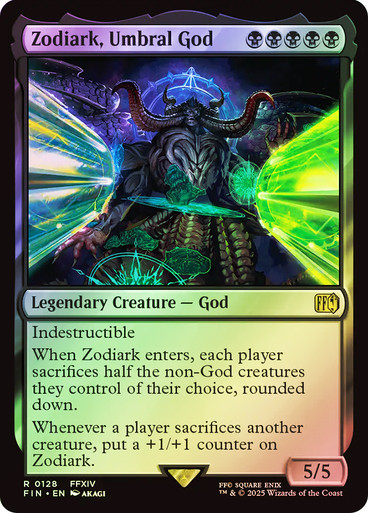 Zodiark, Umbral God
Legendary Creature — God
FFXIV
Indestructible
When Zodiark enters, each player
sacrifices half the non-God creatures
they control of their choice, rounded
down.
Whenever a player sacrifices another
creature, put a +1/+1 counter on
Zodiark.
5/5
R 0128 FFXIV
FIN • EN AKAGI
FF© SQUARE ENIX
™ & © 2025 Wizards of the Coast